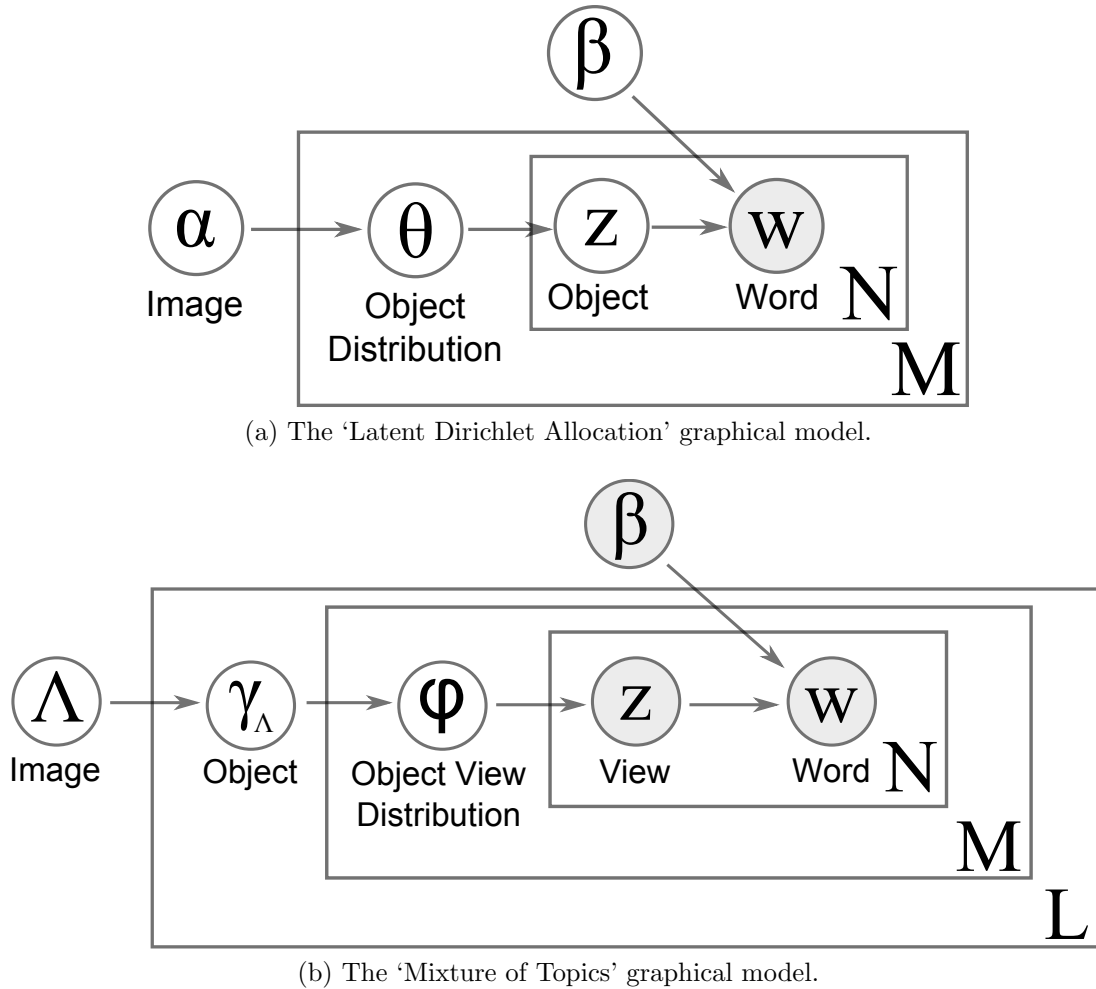 β
α
θ
z
w
Image
Object
Distribution
Object
Word
N
M
(a) The ‘Latent Dirichlet Allocation’ graphical model.
β
Λ
γΛ
φ
z
w
Image
Object
Object View
Distribution
View
Word
N
M
L
(b) The ‘Mixture of Topics’ graphical model.